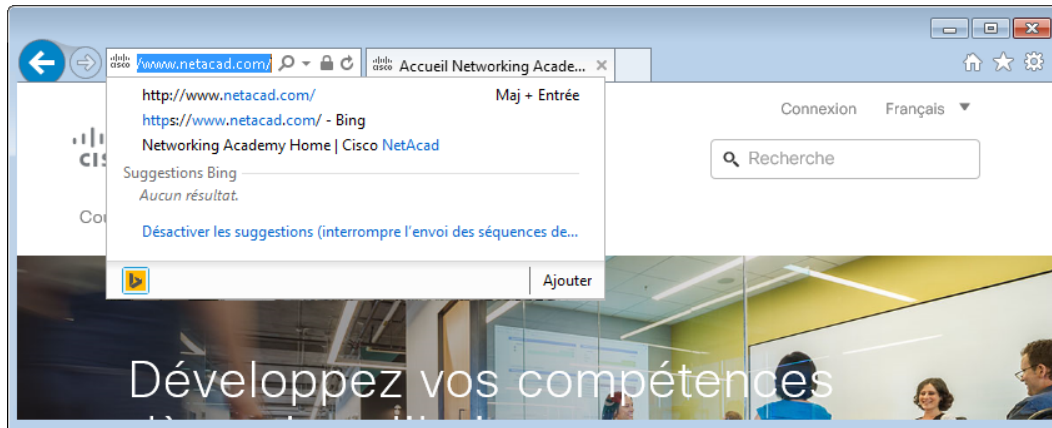 /www.netacad.com/
Accueil Networking Acade...
http://www.netacad.com/ Maj + Entrée
https://www.netacad.com/ - Bing
Networking Academy Home | Cisco NetAcad
Suggestions Bing
Aucun résultat.
Désactiver les suggestions (interrompre l'envoi des séquences de...
Ajouter
Connexion Français
Recherche
Développez vos compétences